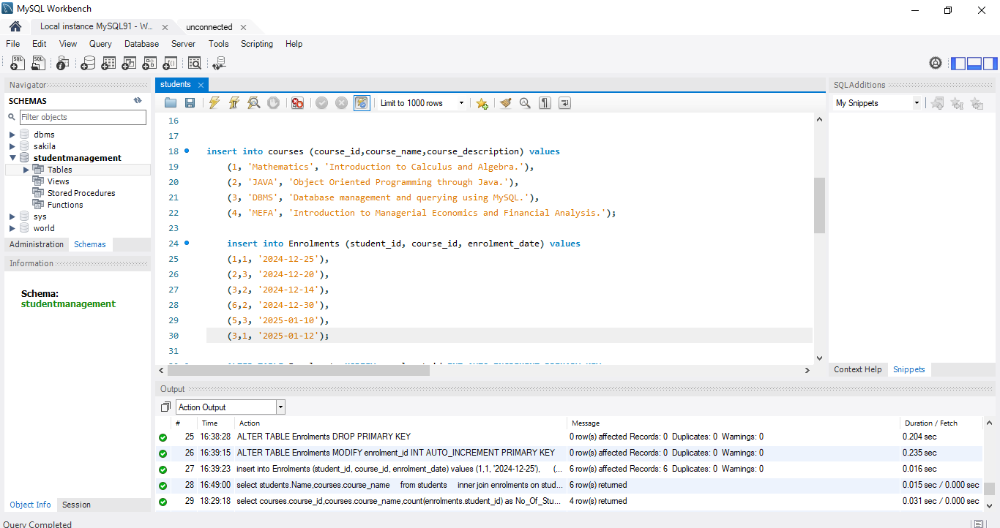 MySQL Workbench
Local instance MySQL91 - W...
unconnected
File Edit View Query Database Server Tools Scripting Help
Navigator
SCHEMAS
Filter objects
dbms
sakila
studentmanagement
Tables
Views
Stored Procedures
Functions
sys
world
Administration Schemas
Information
Schema:
studentmanagement
Object Info Session
Query Completed
students
Limit to 1000 rows
16
17
18 insert into courses (course_id,course_name,course_description) values
19 (1, 'Mathematics', 'Introduction to Calculus and Algebra.'),
20 (2, 'JAVA', 'Object Oriented Programming through Java.'),
21 (3, 'DBMS', 'Database management and querying using MySQL.'),
22 (4, 'MEFA', 'Introduction to Managerial Economics and Financial Analysis.');
23
24 insert into Enrolments (student_id, course_id, enrolment_date) values
25 (1,1, '2024-12-25'),
26 (2,3, '2024-12-20'),
27 (3,2, '2024-12-14'),
28 (6,2, '2024-12-30'),
29 (5,3, '2025-01-10'),
30 (3,1, '2025-01-12');
31
SQLAdditions
My Snippets
Context Help Snippets
Output
Action Output
# Time Action Message Duration / Fetch
25 16:38:28 ALTER TABLE Enrolments DROP PRIMARY KEY 0 row(s) affected Records: 0 Duplicates: 0 Warnings: 0 0.204 sec
26 16:39:15 ALTER TABLE Enrolments MODIFY enrolment_id INT AUTO_INCREMENT PRIMARY KEY 0 row(s) affected Records: 0 Duplicates: 0 Warnings: 0 0.235 sec
27 16:39:23 insert into Enrolments (student_id, course_id, enrolment_date) values (1,1, '2024-12-25'), (... 6 row(s) affected Records: 6 Duplicates: 0 Warnings: 0 0.016 sec
28 16:49:00 select students.Name,courses.course_name from students inner join enrolments on stud... 6 row(s) returned 0.015 sec / 0.000 sec
29 18:29:18 select courses.course_id,courses.course_name,count(enrolments.student_id) as No_Of_Stu... 4 row(s) returned 0.031 sec / 0.000 sec